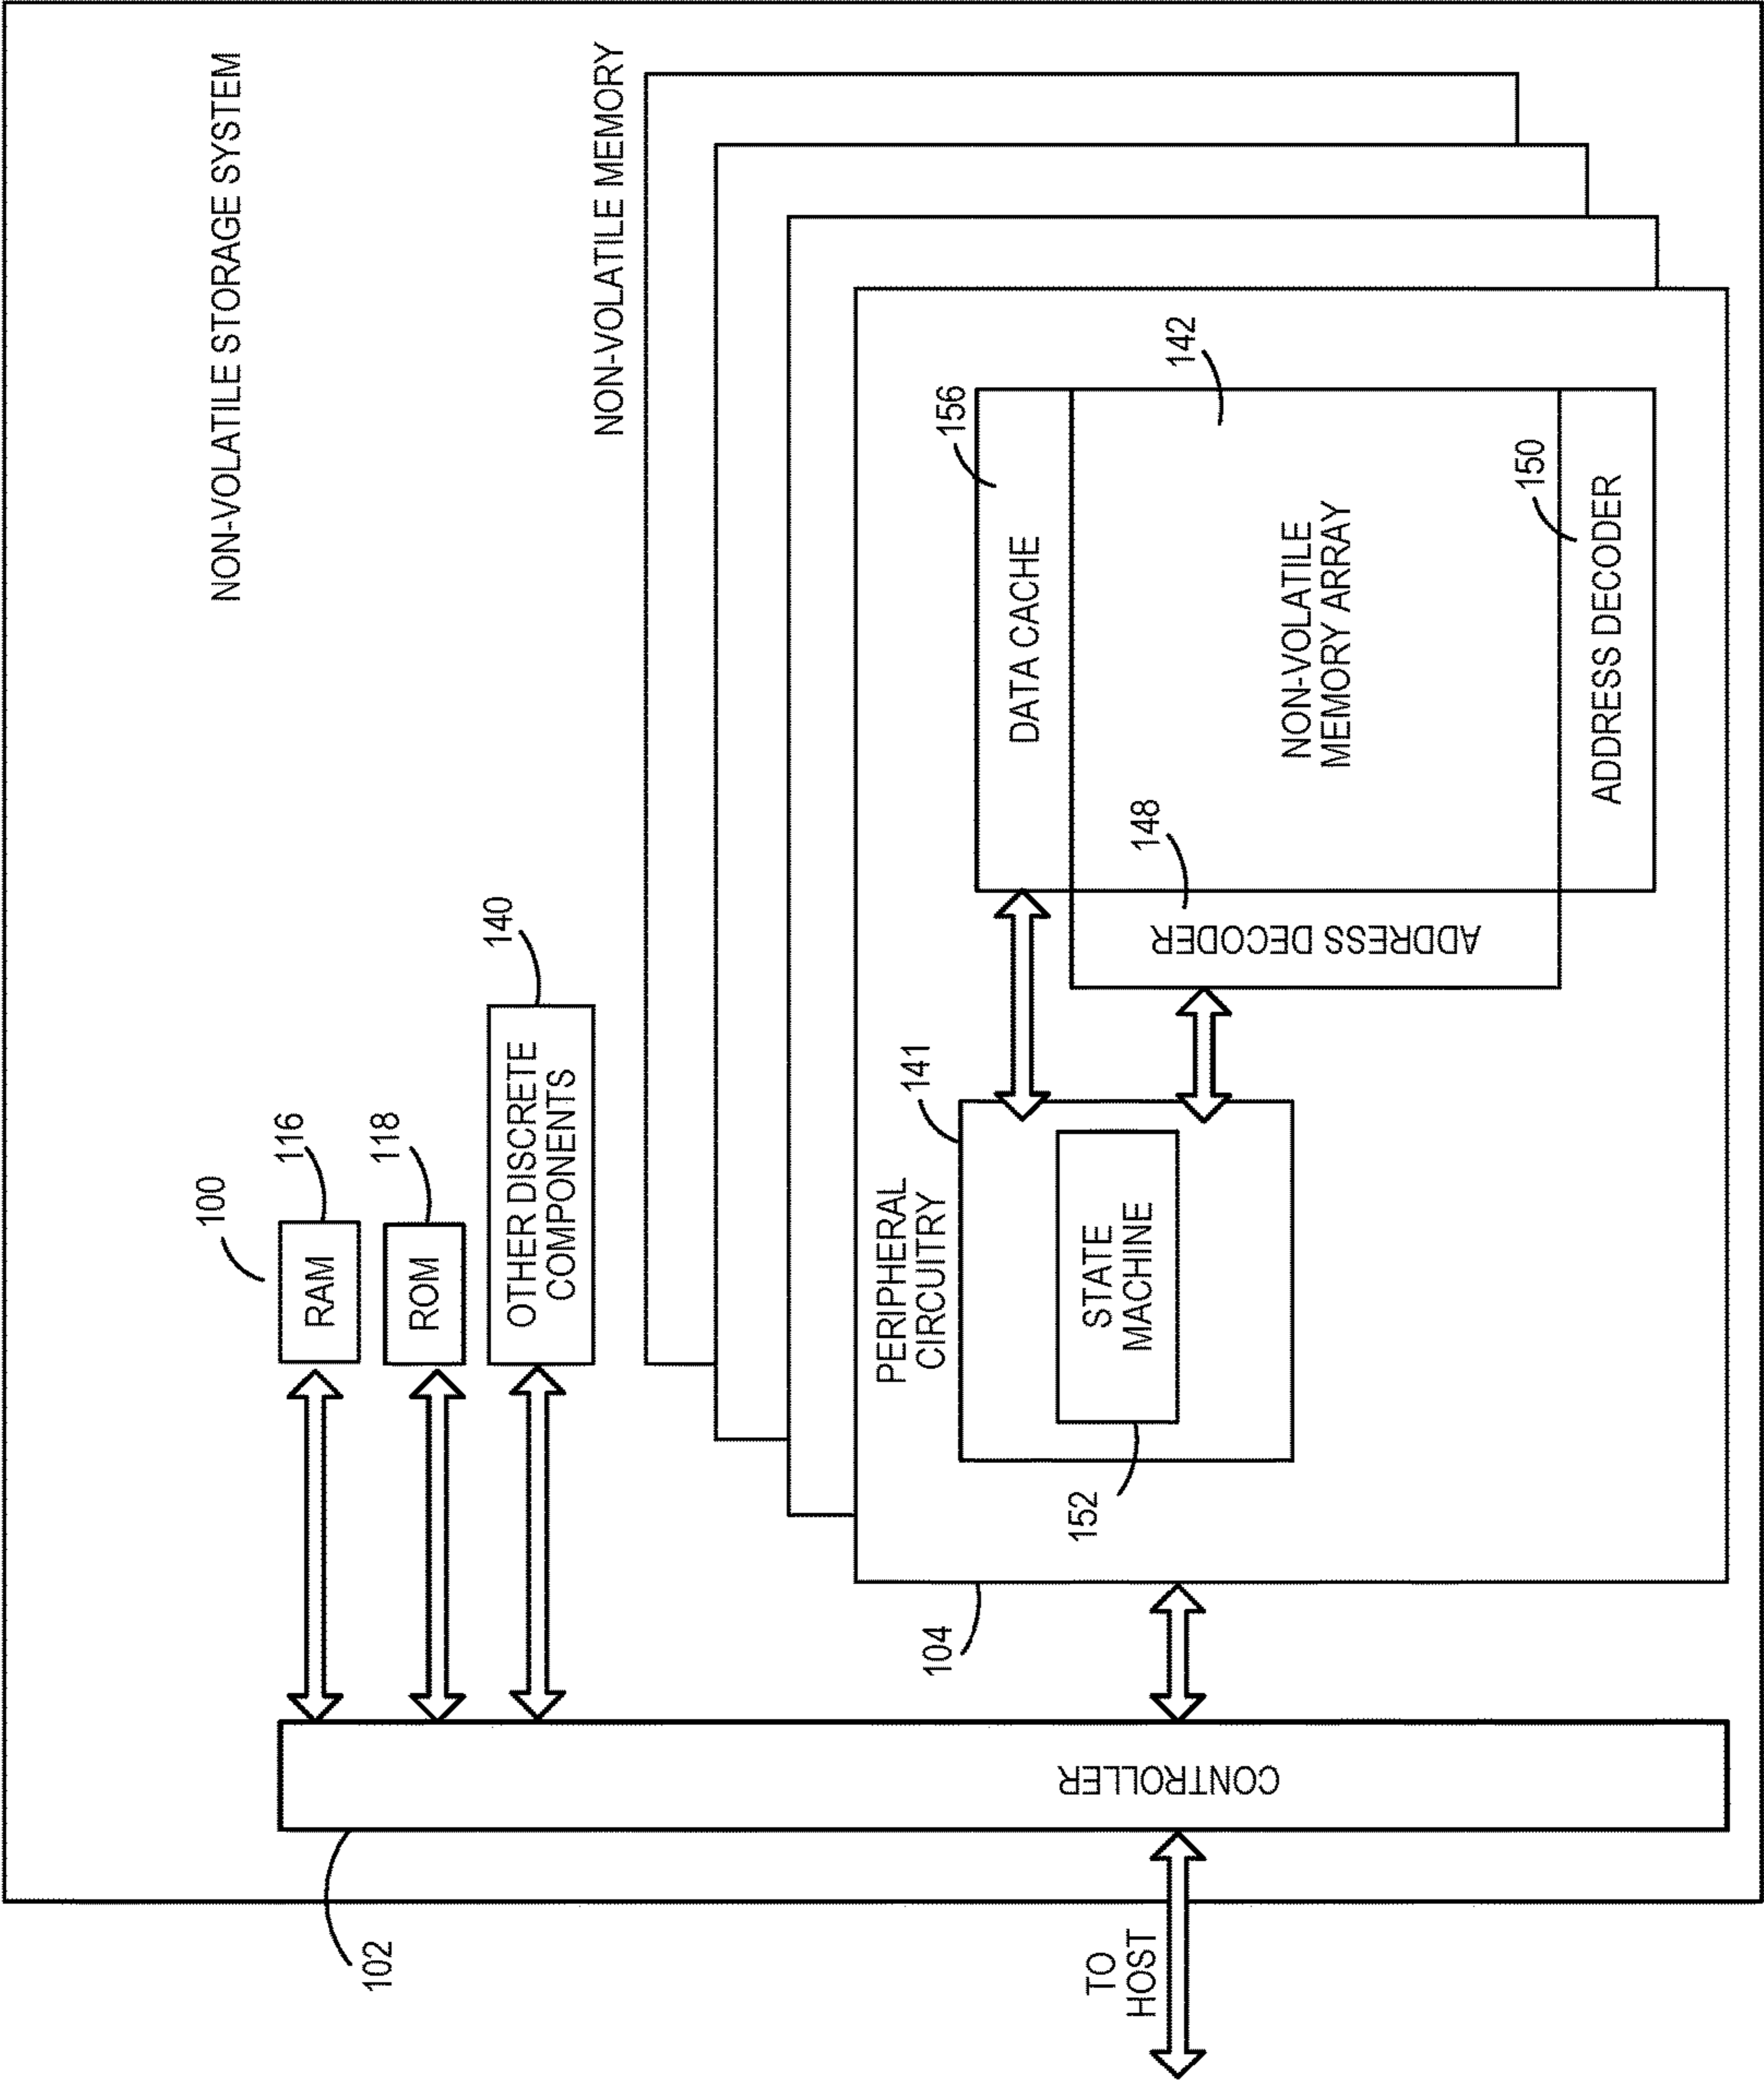 NON-VOLATILE STORAGE SYSTEM
100
116
RAM
118
ROM
140
OTHER DISCRETE
COMPONENTS
NON-VOLATILE MEMORY
102
CONTROLLER
TO
HOST
104
PERIPHERAL
CIRCUITRY
141
STATE
MACHINE
152
156
DATA CACHE
142
NON-VOLATILE
MEMORY ARRAY
148
ADDRESS DECODER
150
ADDRESS DECODER